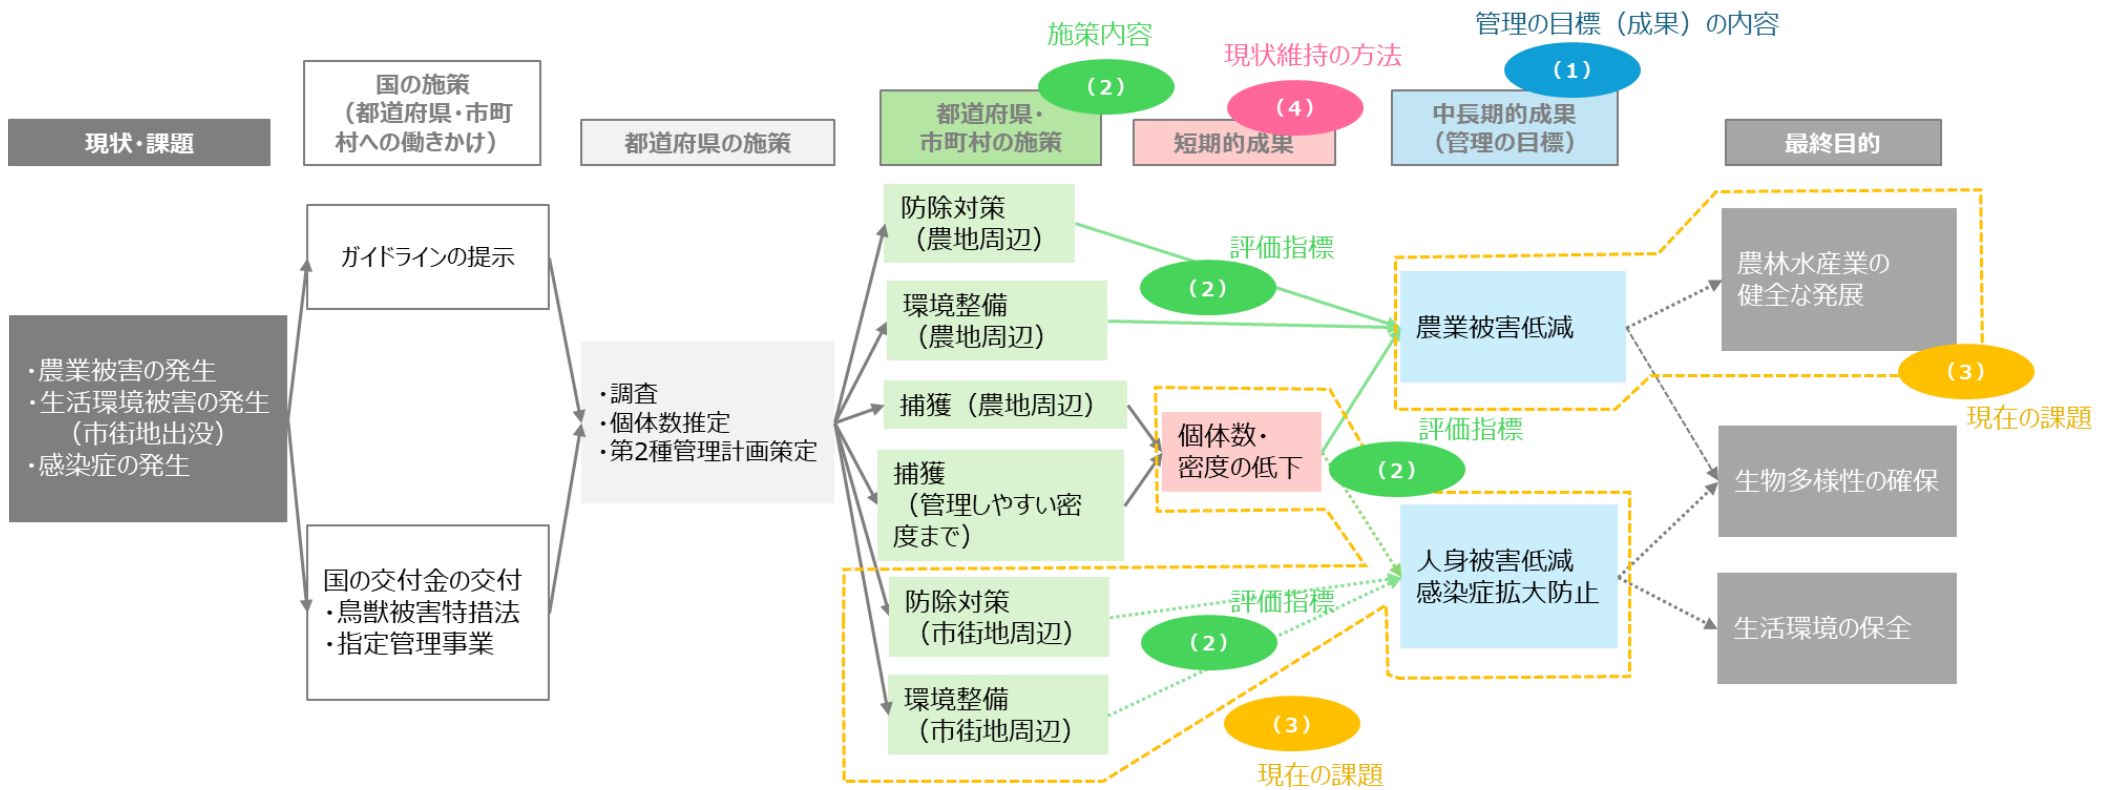 施策内容
現状維持の方法
管理の目標（成果）の内容
（2）
（4）
（1）
現状・課題
国の施策
（都道府県・市町
村への働きかけ）
都道府県の施策
都道府県・
市町村の施策
短期的成果
中長期的成果
（管理の目標）
最終目的
・農業被害の発生
・生活環境被害の発生
（市街地出没）
・感染症の発生
ガイドラインの提示
国の交付金の交付
・鳥獣被害特措法
・指定管理事業
・調査
・個体数推定
・第2種管理計画策定
防除対策
（農地周辺）
環境整備
（農地周辺）
捕獲（農地周辺）
捕獲
（管理しやすい密
度まで）
防除対策
（市街地周辺）
環境整備
（市街地周辺）
評価指標
（2）
個体数・
密度の低下
評価指標
（2）
評価指標
（2）
（3）
現在の課題
農業被害低減
人身被害低減
感染症拡大防止
農林水産業の
健全な発展
（3）
現在の課題
生物多様性の確保
生活環境の保全